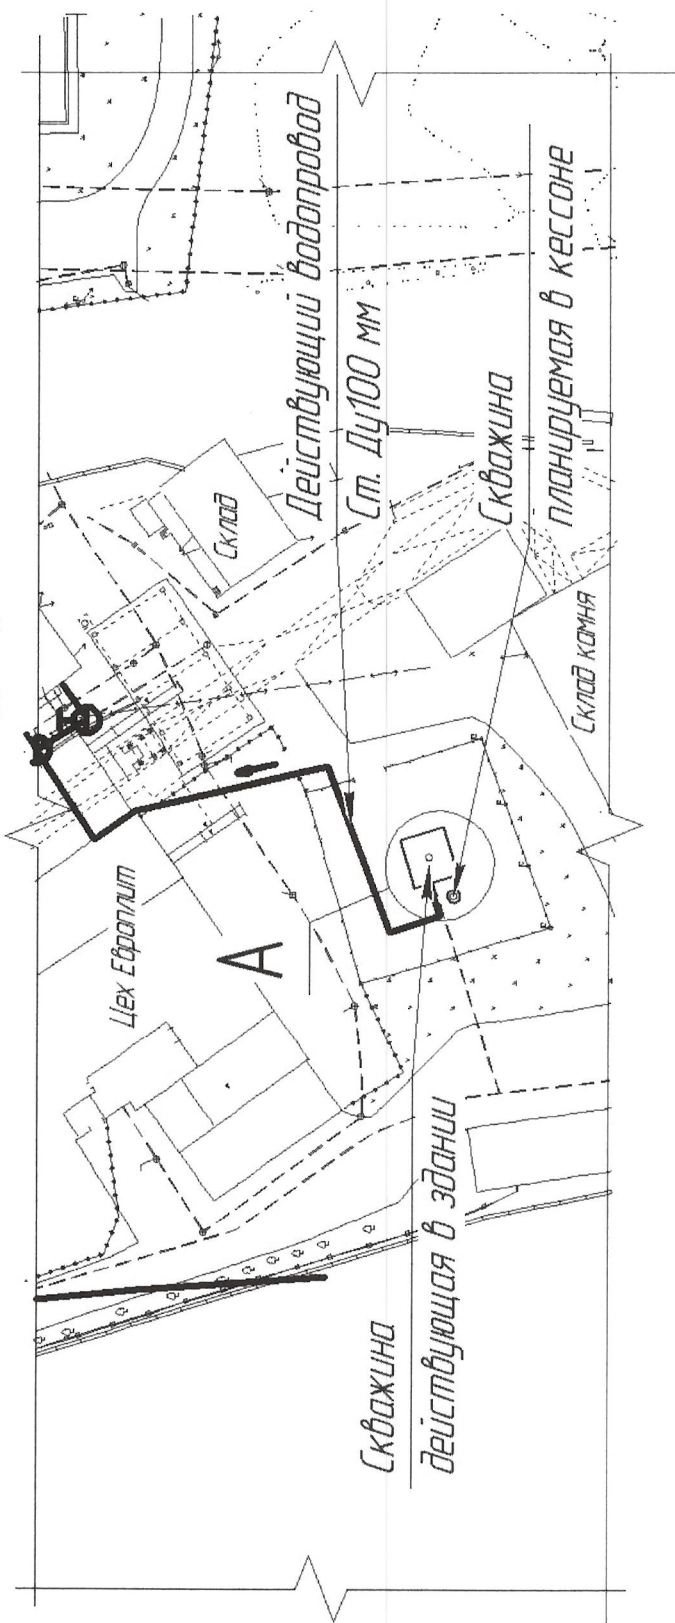 Действующий водопровод
Ст. Ду100 мм
Скважина
планируемая в кессоне
Склад
Склад камня
Цех Европлит
А
Скважина
действующая в здании